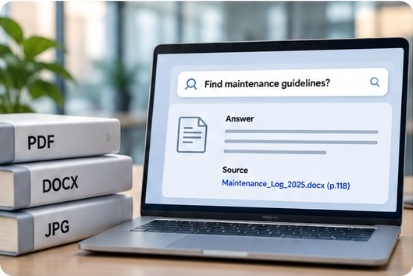 PDF
DOCX
JPG
Find maintenance guidelines?
Answer
Source
Maintenance_Log_2025.docx (p.118)